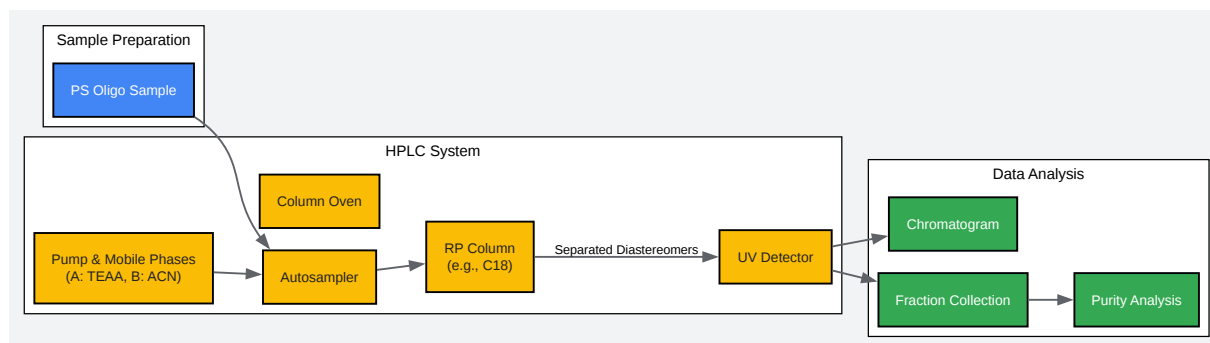 Sample Preparation
PS Oligo Sample
HPLC System
Column Oven
Pump & Mobile Phases
(A: TEAA, B: ACN)
Autosampler
RP Column
(e.g., C18)
Separated Diastereomers
UV Detector
Data Analysis
Chromatogram
Fraction Collection
Purity Analysis